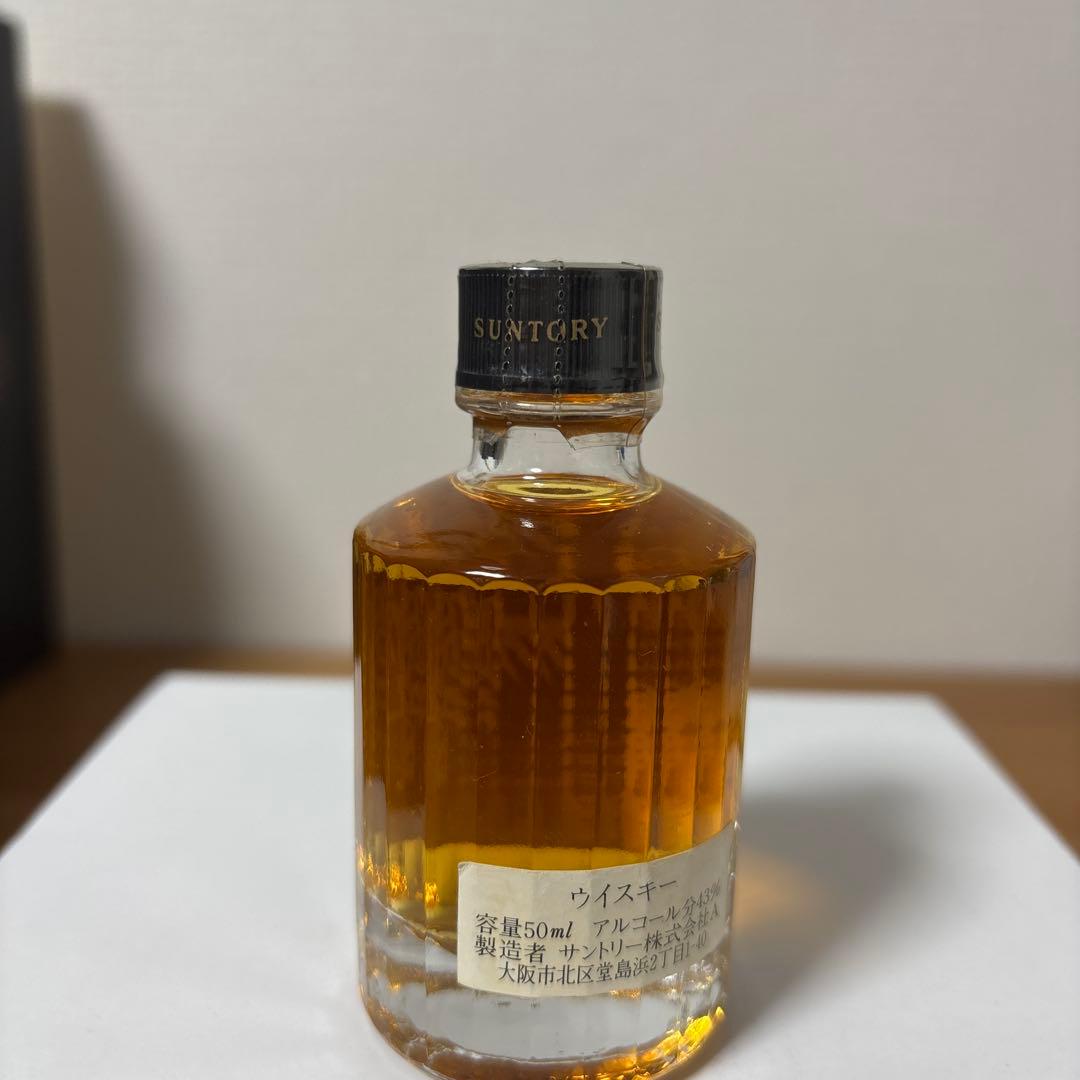 SUNTORY
ウイスキー
容量50ml アルコール分43%
製造者 サントリー株式会社A
大阪市北区堂島浜2丁目1-40